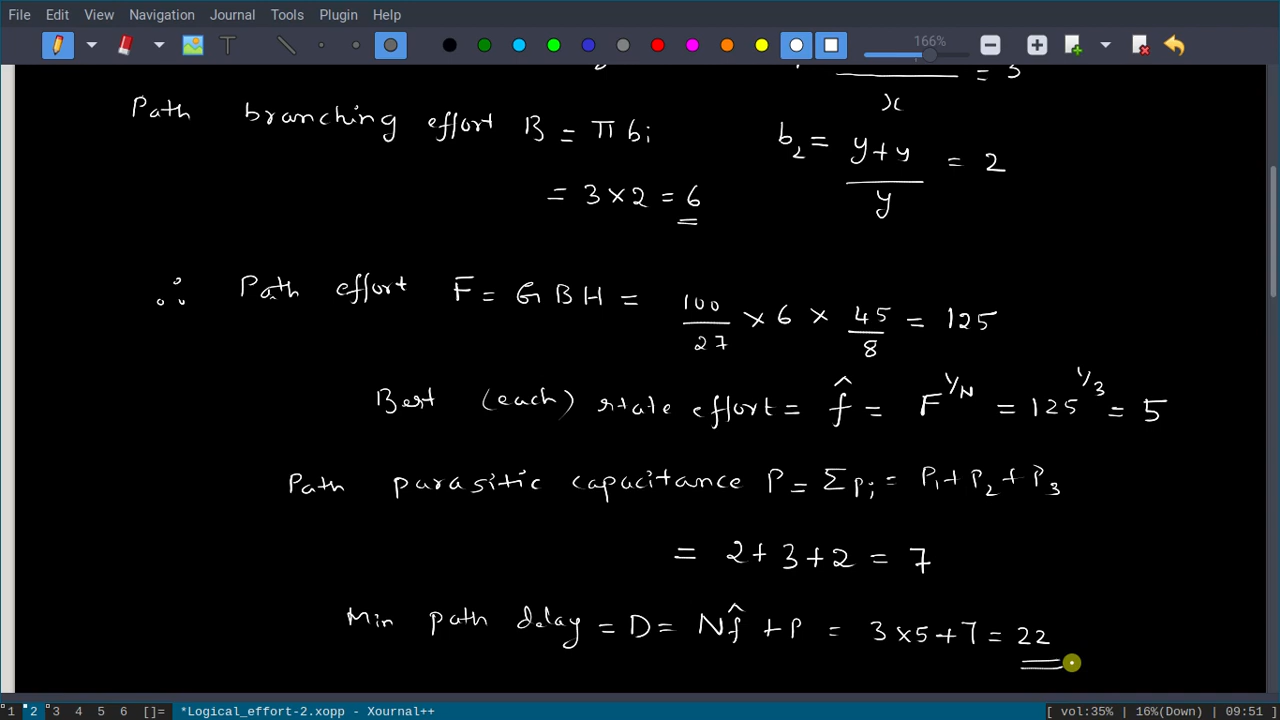 File Edit View Navigation Journal Tools Plugin Help
T 166%
= 3
x
Path branching effort B = π bi
b2 = y+y / y = 2
= 3 × 2 = 6
∴ Path effort F = G B H = 100/27 × 6 × 45/8 = 125
Best (each) state effort = f̂ = F^1/N = 125^1/3 = 5
Path parasitic capacitance P = Σ Pi = P1 + P2 + P3
= 2 + 3 + 2 = 7
Min path delay = D = Nf̂ + P = 3 × 5 + 7 = 22
1 2 3 4 5 6 []= *Logical_effort-2.xopp - Xournal++ [ vol:35% | 16%(Down) | 09:51 ]